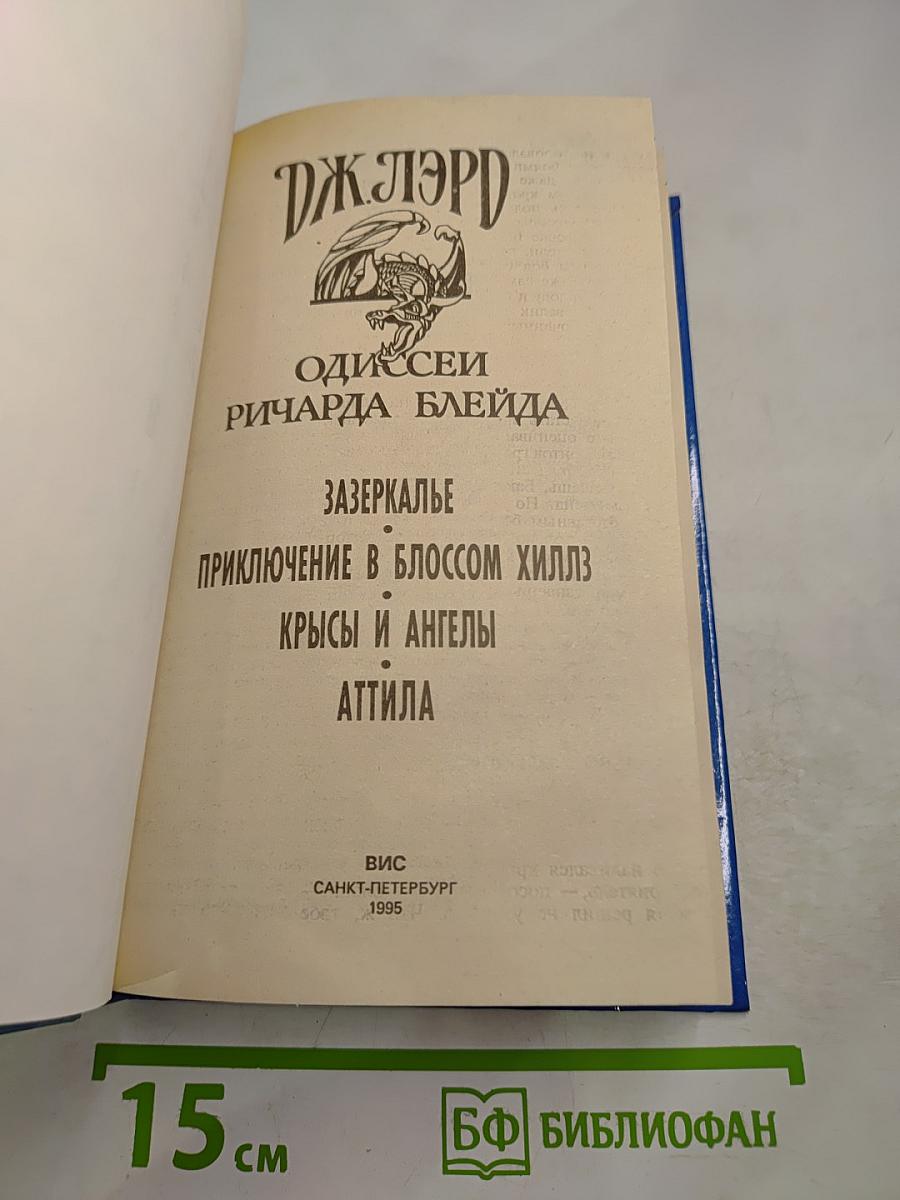 ДЖ. ЛЭРД
ОДИССЕИ
РИЧАРДА БЛЕЙДА
ЗАЗЕРКАЛЬЕ
•
ПРИКЛЮЧЕНИЕ В БЛОССОМ ХИЛЛЗ
•
КРЫСЫ И АНГЕЛЫ
•
АТТИЛА
ВИС
САНКТ-ПЕТЕРБУРГ
1995
15 см
БФ БИБЛИОФАН